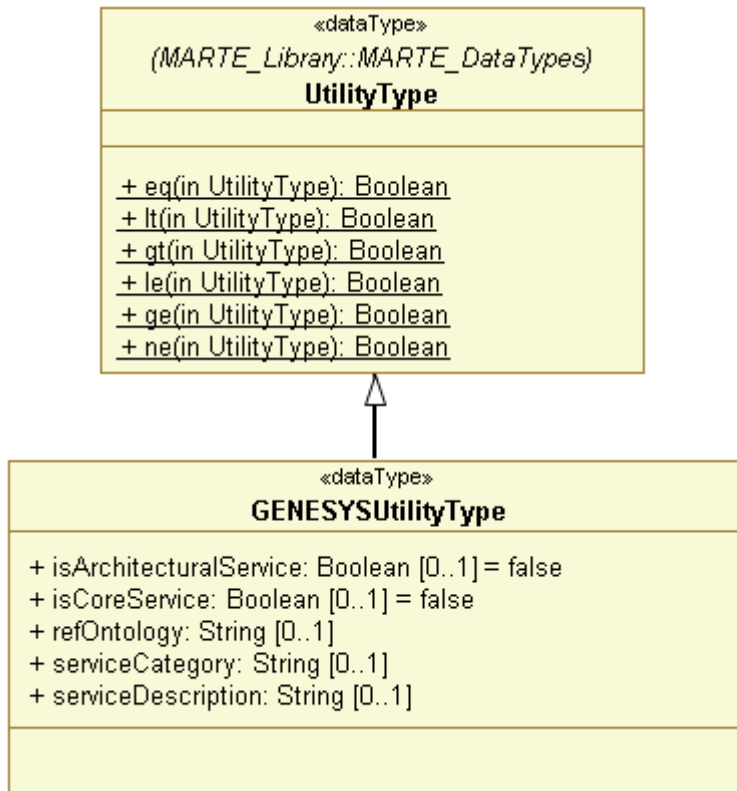 «dataType»
(MARTE_Library::MARTE_DataTypes)
UtilityType
+ eq(in UtilityType): Boolean
+ lt(in UtilityType): Boolean
+ gt(in UtilityType): Boolean
+ le(in UtilityType): Boolean
+ ge(in UtilityType): Boolean
+ ne(in UtilityType): Boolean
«dataType»
GENESYSUtilityType
+ isArchitecturalService: Boolean [0..1] = false
+ isCoreService: Boolean [0..1] = false
+ refOntology: String [0..1]
+ serviceCategory: String [0..1]
+ serviceDescription: String [0..1]